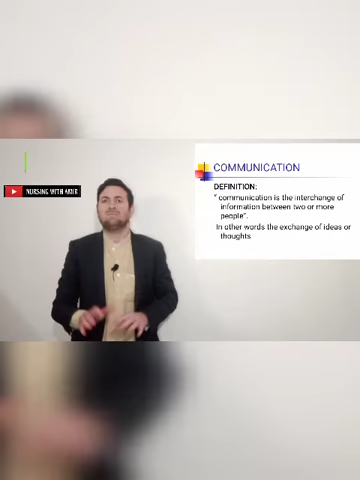 NURSING WITH AMIR
COMMUNICATION
DEFINITION:
" communication is the interchange of
information between two or more
people".
In other words the exchange of ideas or
thoughts